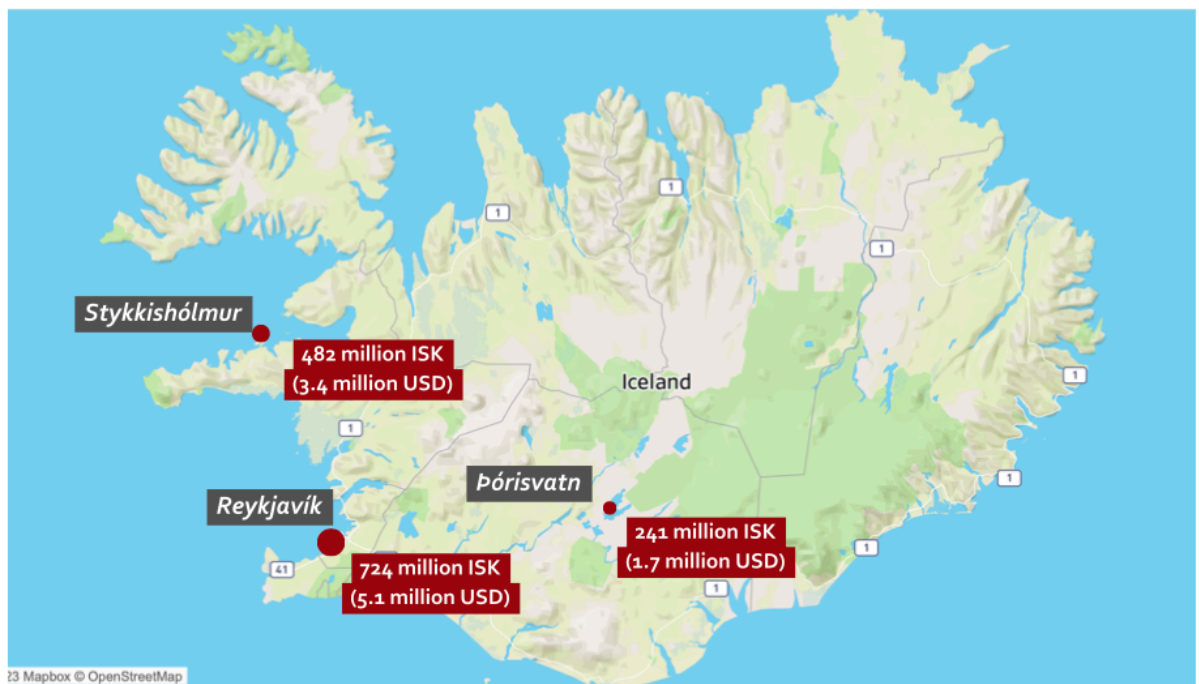 1
1
1
Stykkishólmur
482 million ISK
(3.4 million USD)
Iceland
1
1
Þórisvatn
1
Reykjavík
241 million ISK
(1.7 million USD)
1
724 million ISK
(5.1 million USD)
41
1
23 Mapbox © OpenStreetMap